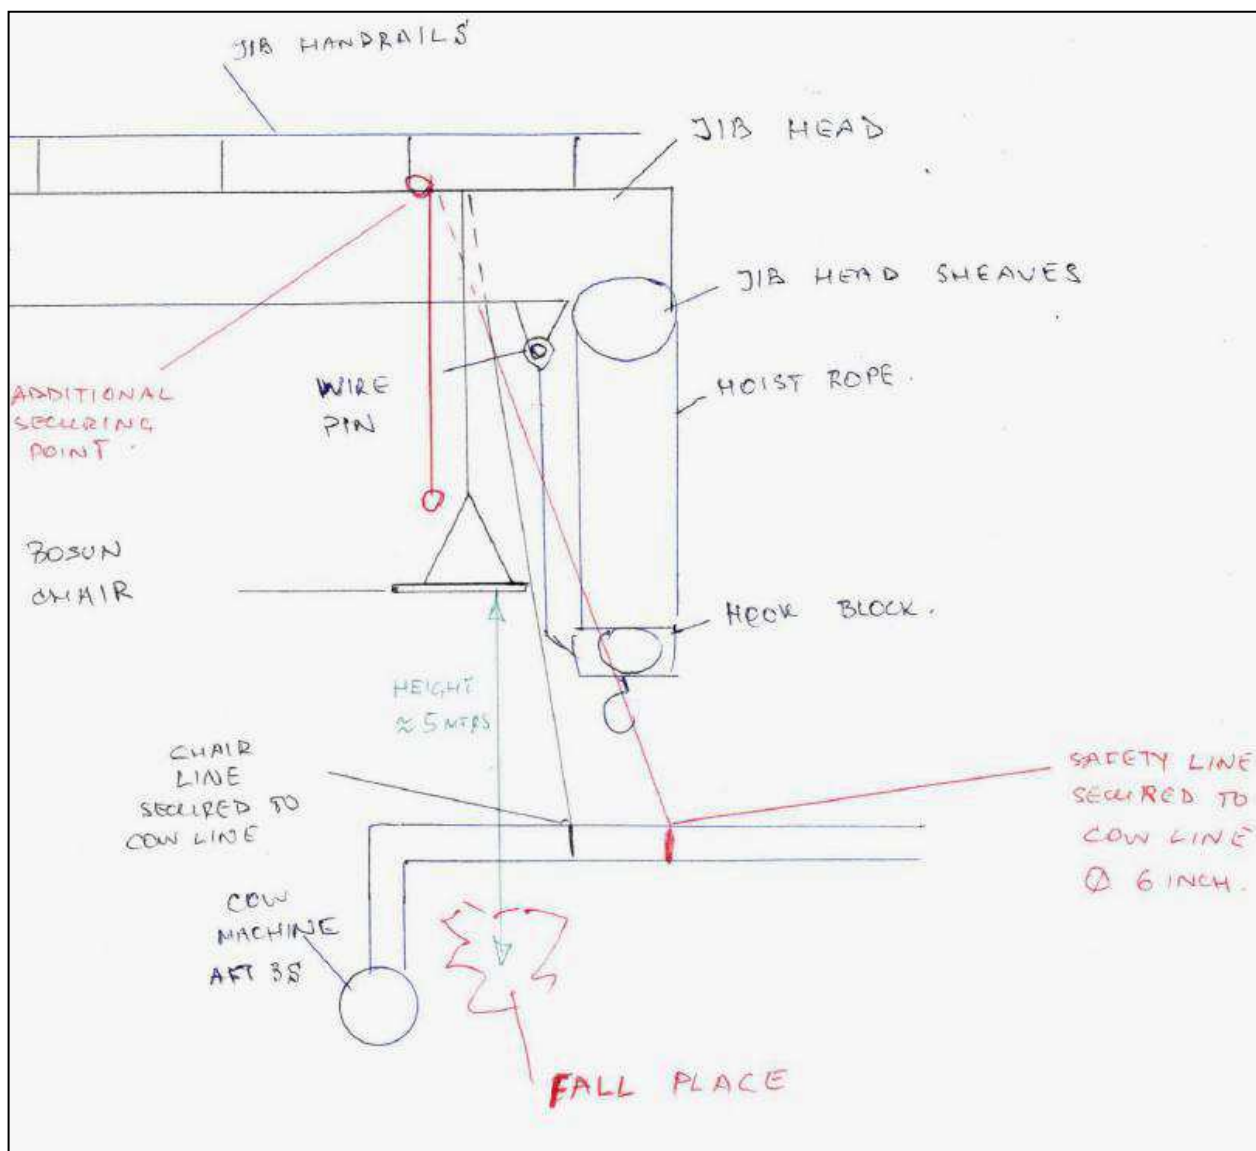 JIB HANDRAILS
JIB HEAD
JIB HEAD SHEAVES
ADDITIONAL
SECURING
POINT.
WIRE
PIN
HOIST ROPE.
BOSUN
CHAIR
HOOK BLOCK.
HEIGHT
≈ 5 MTRS
CHAIR
LINE
SECURED TO
COW LINE
SAFETY LINE
SECURED TO
COW LINE
Ø 6 INCH.
COW
MACHINE
AFT 3S
FALL PLACE